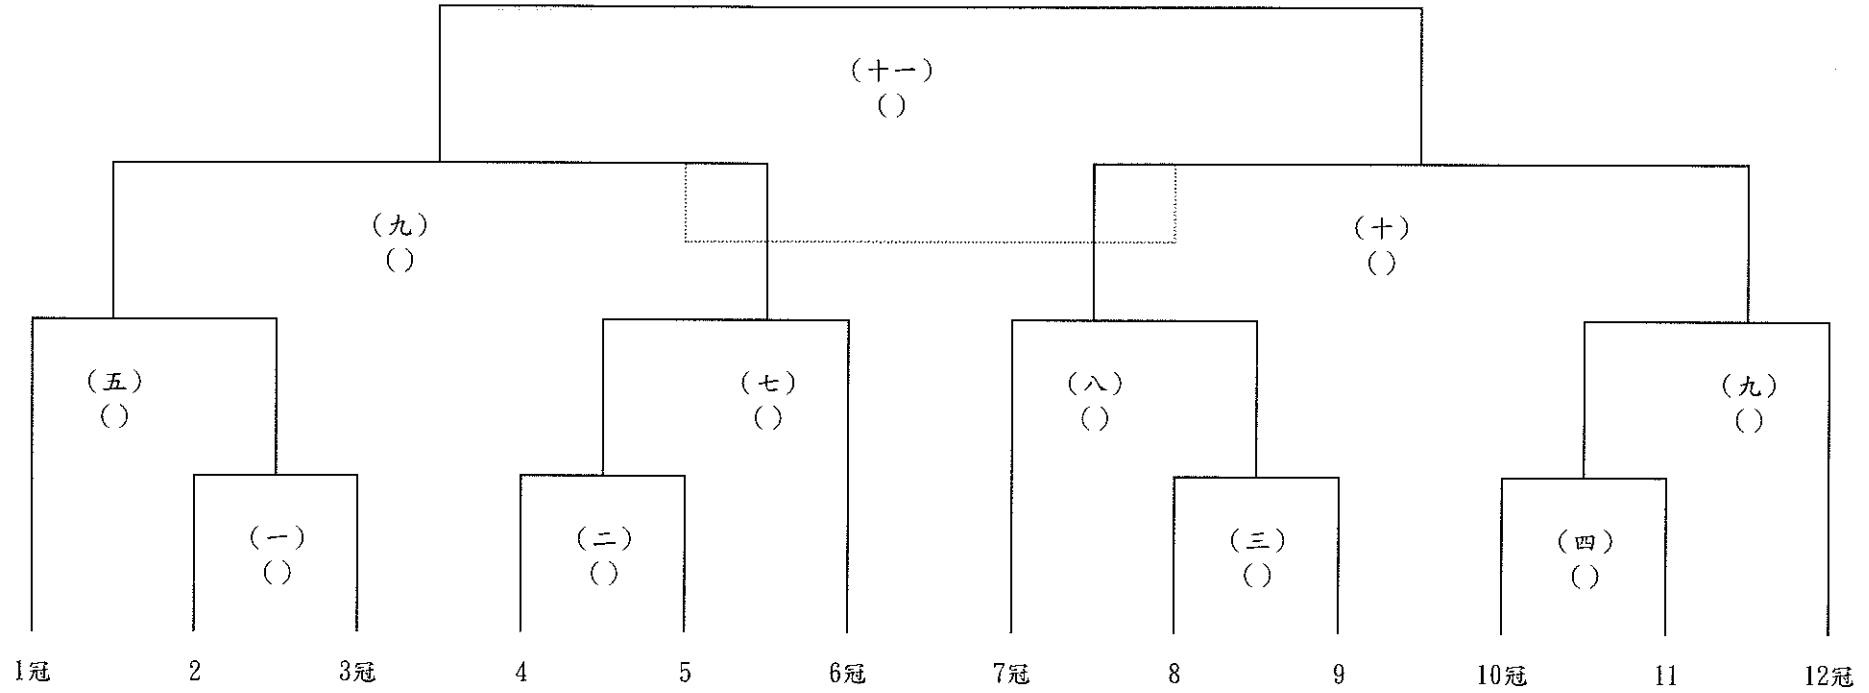 (十一)
()
(九)
()
(十)
()
(五)
()
(七)
()
(八)
()
(九)
()
(一)
()
(二)
()
(三)
()
(四)
()
1冠 2 3冠 4 5 6冠 7冠 8 9 10冠 11 12冠